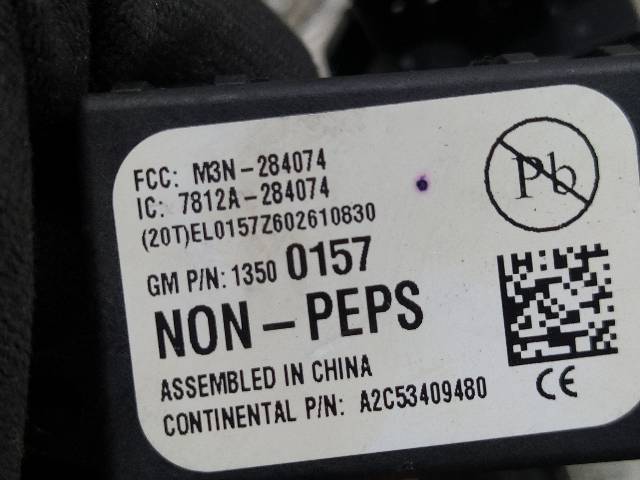 FCC: M3N-284074
IC: 7812A-284074
(20T)EL0157Z602610830
GM P/N: 1350 0157
NON-PEPS
ASSEMBLED IN CHINA
CONTINENTAL P/N: A2C53409480
Pb
CE